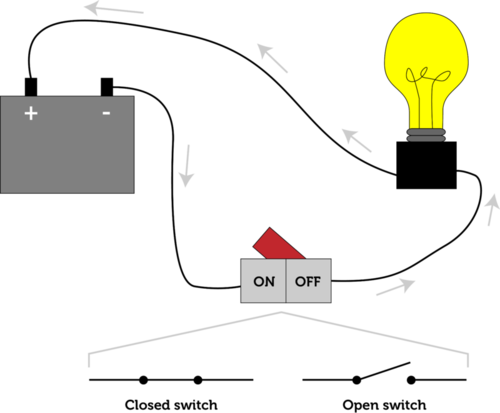 + -
ON OFF
Closed switch Open switch